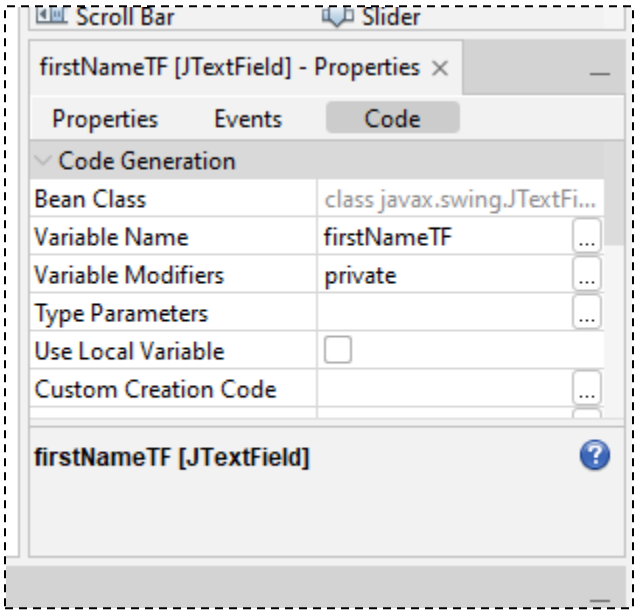 Scroll Bar Slider
firstNameTF [JTextField] - Properties ×
Properties Events Code
Code Generation
Bean Class class javax.swing.JTextFi...
Variable Name firstNameTF ...
Variable Modifiers private ...
Type Parameters ...
Use Local Variable
Custom Creation Code ...
firstNameTF [JTextField] ?